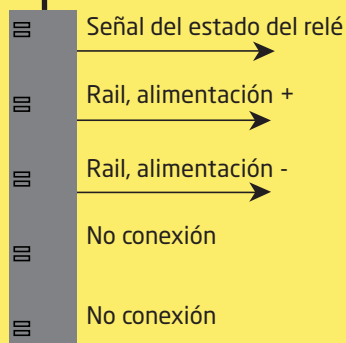 Señal del estado del relé
Rail, alimentación +
Rail, alimentación -
No conexión
No conexión